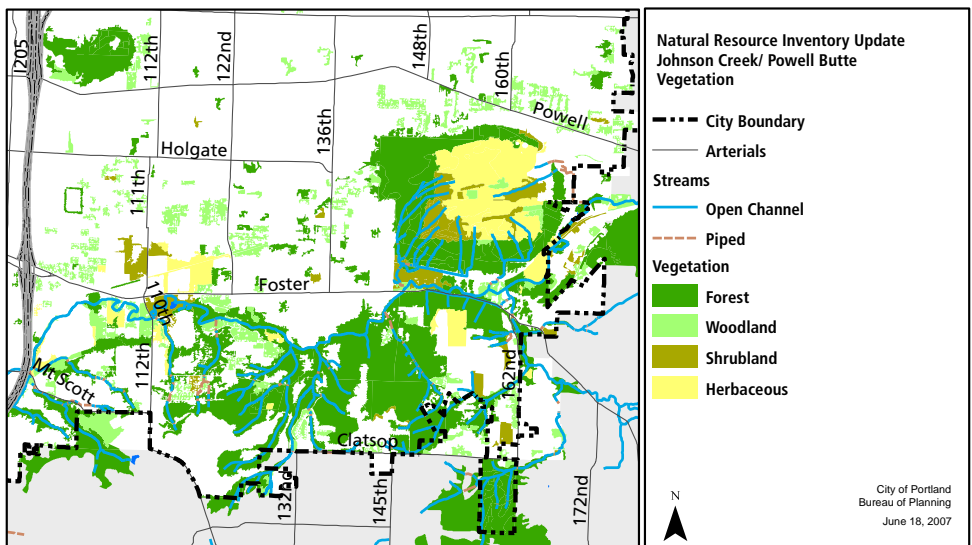 I205
112th
122nd
148th
160th
136th
Powell
Holgate
111th
Foster
110th
112th
Mt Scott
162nd
Clatsop
132nd
145th
172nd
Natural Resource Inventory Update
Johnson Creek/ Powell Butte
Vegetation
City Boundary
Arterials
Streams
Open Channel
Piped
Vegetation
Forest
Woodland
Shrubland
Herbaceous
N
City of Portland
Bureau of Planning
June 18, 2007